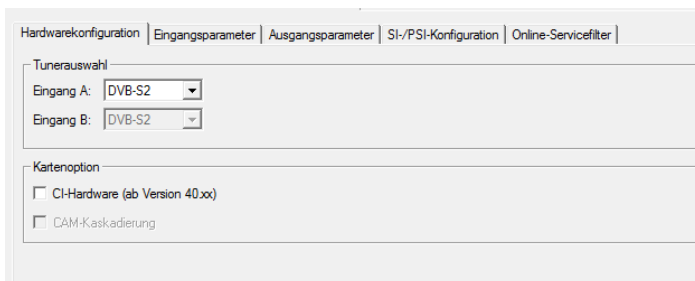 Hardwarekonfiguration Eingangsparameter Ausgangsparameter SI-/PSI-Konfiguration Online-Servicefilter
Tunerauswahl
Eingang A: DVB-S2
Eingang B: DVB-S2
Kartenoption
CI-Hardware (ab Version 40.xx)
CAM-Kaskadierung